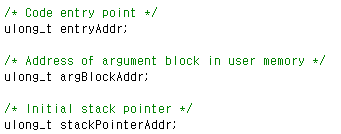 /* Code entry point */
ulong_t entryAddr;
/* Address of argument block in user memory */
ulong_t argBlockAddr;
/* Initial stack pointer */
ulong_t stackPointerAddr;